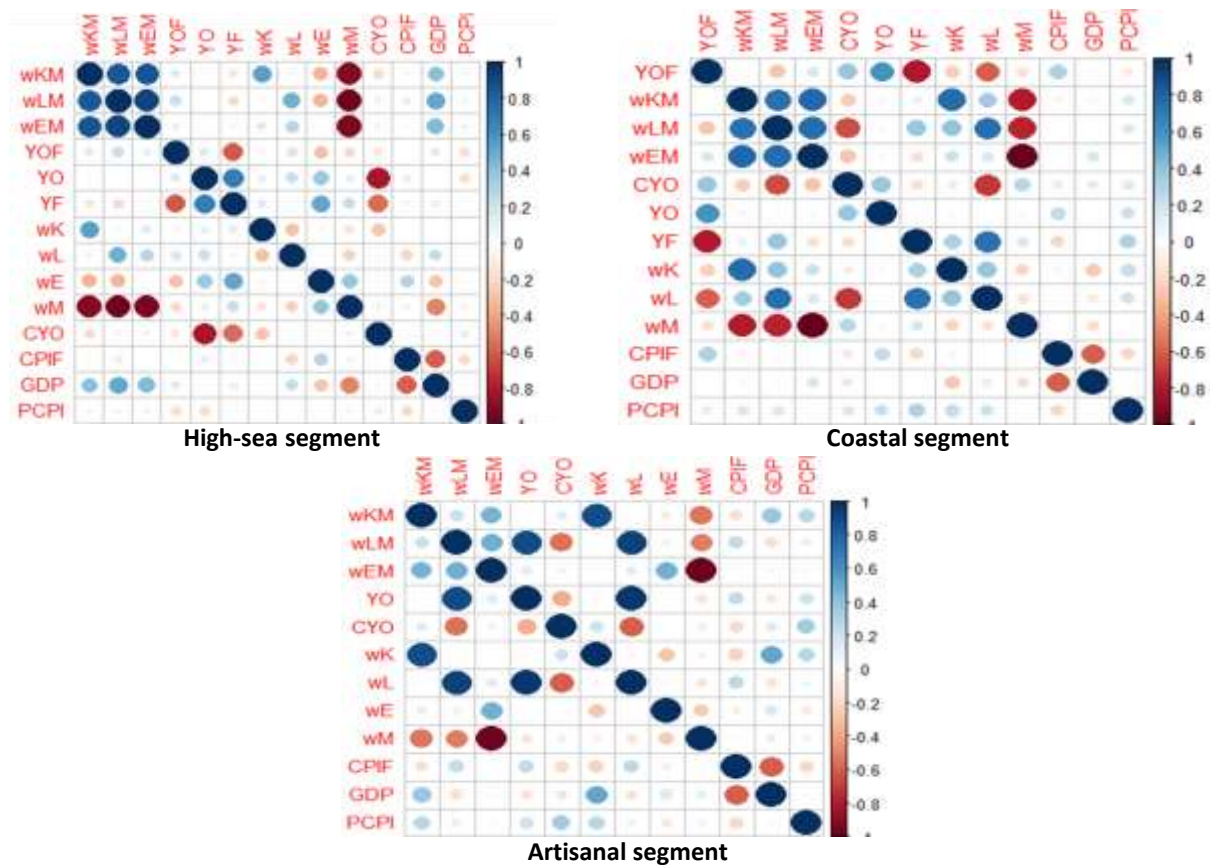 wKM wLM wEM YOF YO YF wK wL wE wM CYO CPIF GDP PCPI
wKM
wLM
wEM
YOF
YO
YF
wK
wL
wE
wM
CYO
CPIF
GDP
PCPI
1
0.8
0.6
0.4
0.2
0
-0.2
-0.4
-0.6
-0.8
High-sea segment
YOF wKM wLM wEM CYO YO YF wK wL wM CPIF GDP PCPI
YOF
wKM
wLM
wEM
CYO
YO
YF
wK
wL
wM
CPIF
GDP
PCPI
1
0.8
0.6
0.4
0.2
0
-0.2
-0.4
-0.6
-0.8
Coastal segment
wKM wLM wEM YO CYO wK wL wE wM CPIF GDP PCPI
wKM
wLM
wEM
YO
CYO
wK
wL
wE
wM
CPIF
GDP
PCPI
1
0.8
0.6
0.4
0.2
0
-0.2
-0.4
-0.6
-0.8
Artisanal segment